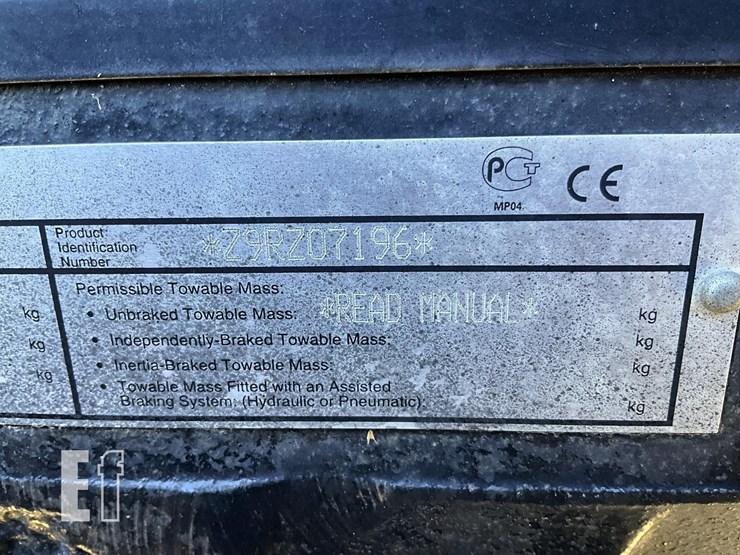 РСТ
CE
MP04
Product
Identification
Number
*Z9RZ07196*
Permissible Towable Mass:
kg
• Unbraked Towable Mass: *READ MANUAL* kg
kg
• Independently-Braked Towable Mass: kg
kg
• Inertia-Braked Towable Mass: kg
• Towable Mass Fitted with an Assisted
Braking System: (Hydraulic or Pneumatic): kg
Ef